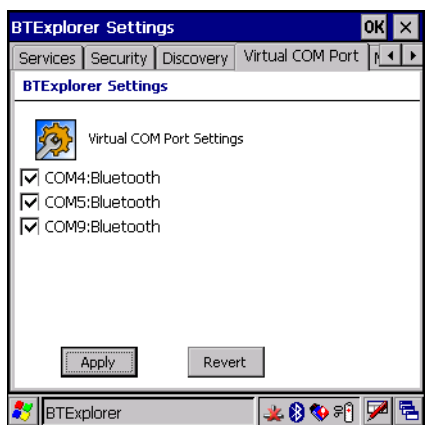 BTExplorer Settings OK
Services Security Discovery Virtual COM Port
BTExplorer Settings
Virtual COM Port Settings
COM4:Bluetooth
COM5:Bluetooth
COM9:Bluetooth
Apply Revert
BTExplorer